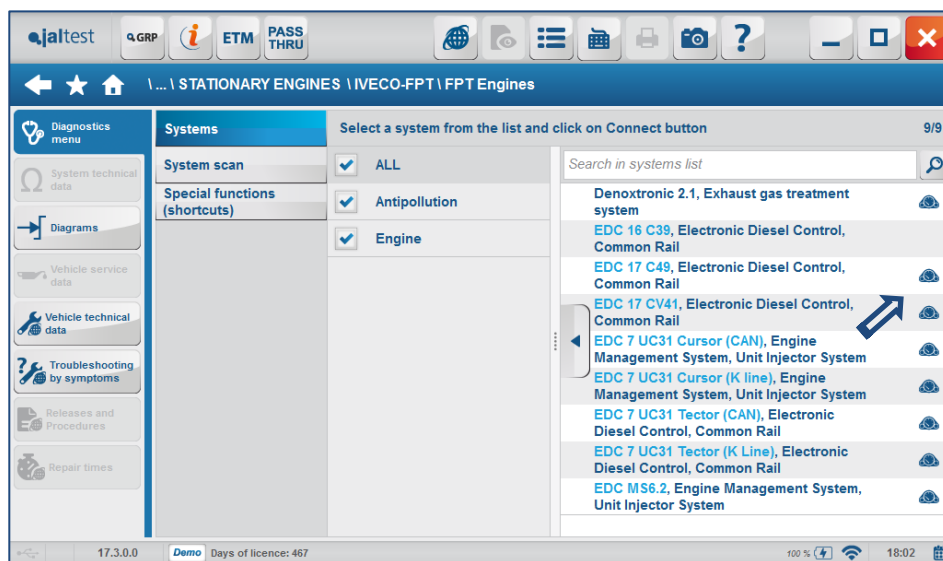 jaltest
GRP
i
ETM
PASS
THRU
?
\ ... \ STATIONARY ENGINES \ IVECO-FPT \ FPT Engines
Diagnostics
menu
System technical
data
Diagrams
Vehicle service
data
Vehicle technical
data
Troubleshooting
by symptoms
Releases and
Procedures
Repair times
Systems
System scan
Special functions
(shortcuts)
Select a system from the list and click on Connect button
9/9
ALL
Antipollution
Engine
Search in systems list
Denoxtronic 2.1, Exhaust gas treatment
system
EDC 16 C39, Electronic Diesel Control,
Common Rail
EDC 17 C49, Electronic Diesel Control,
Common Rail
EDC 17 CV41, Electronic Diesel Control,
Common Rail
EDC 7 UC31 Cursor (CAN), Engine
Management System, Unit Injector System
EDC 7 UC31 Cursor (K line), Engine
Management System, Unit Injector System
EDC 7 UC31 Tector (CAN), Electronic
Diesel Control, Common Rail
EDC 7 UC31 Tector (K Line), Electronic
Diesel Control, Common Rail
EDC MS6.2, Engine Management System,
Unit Injector System
17.3.0.0
Demo
Days of licence: 467
100 %
18:02